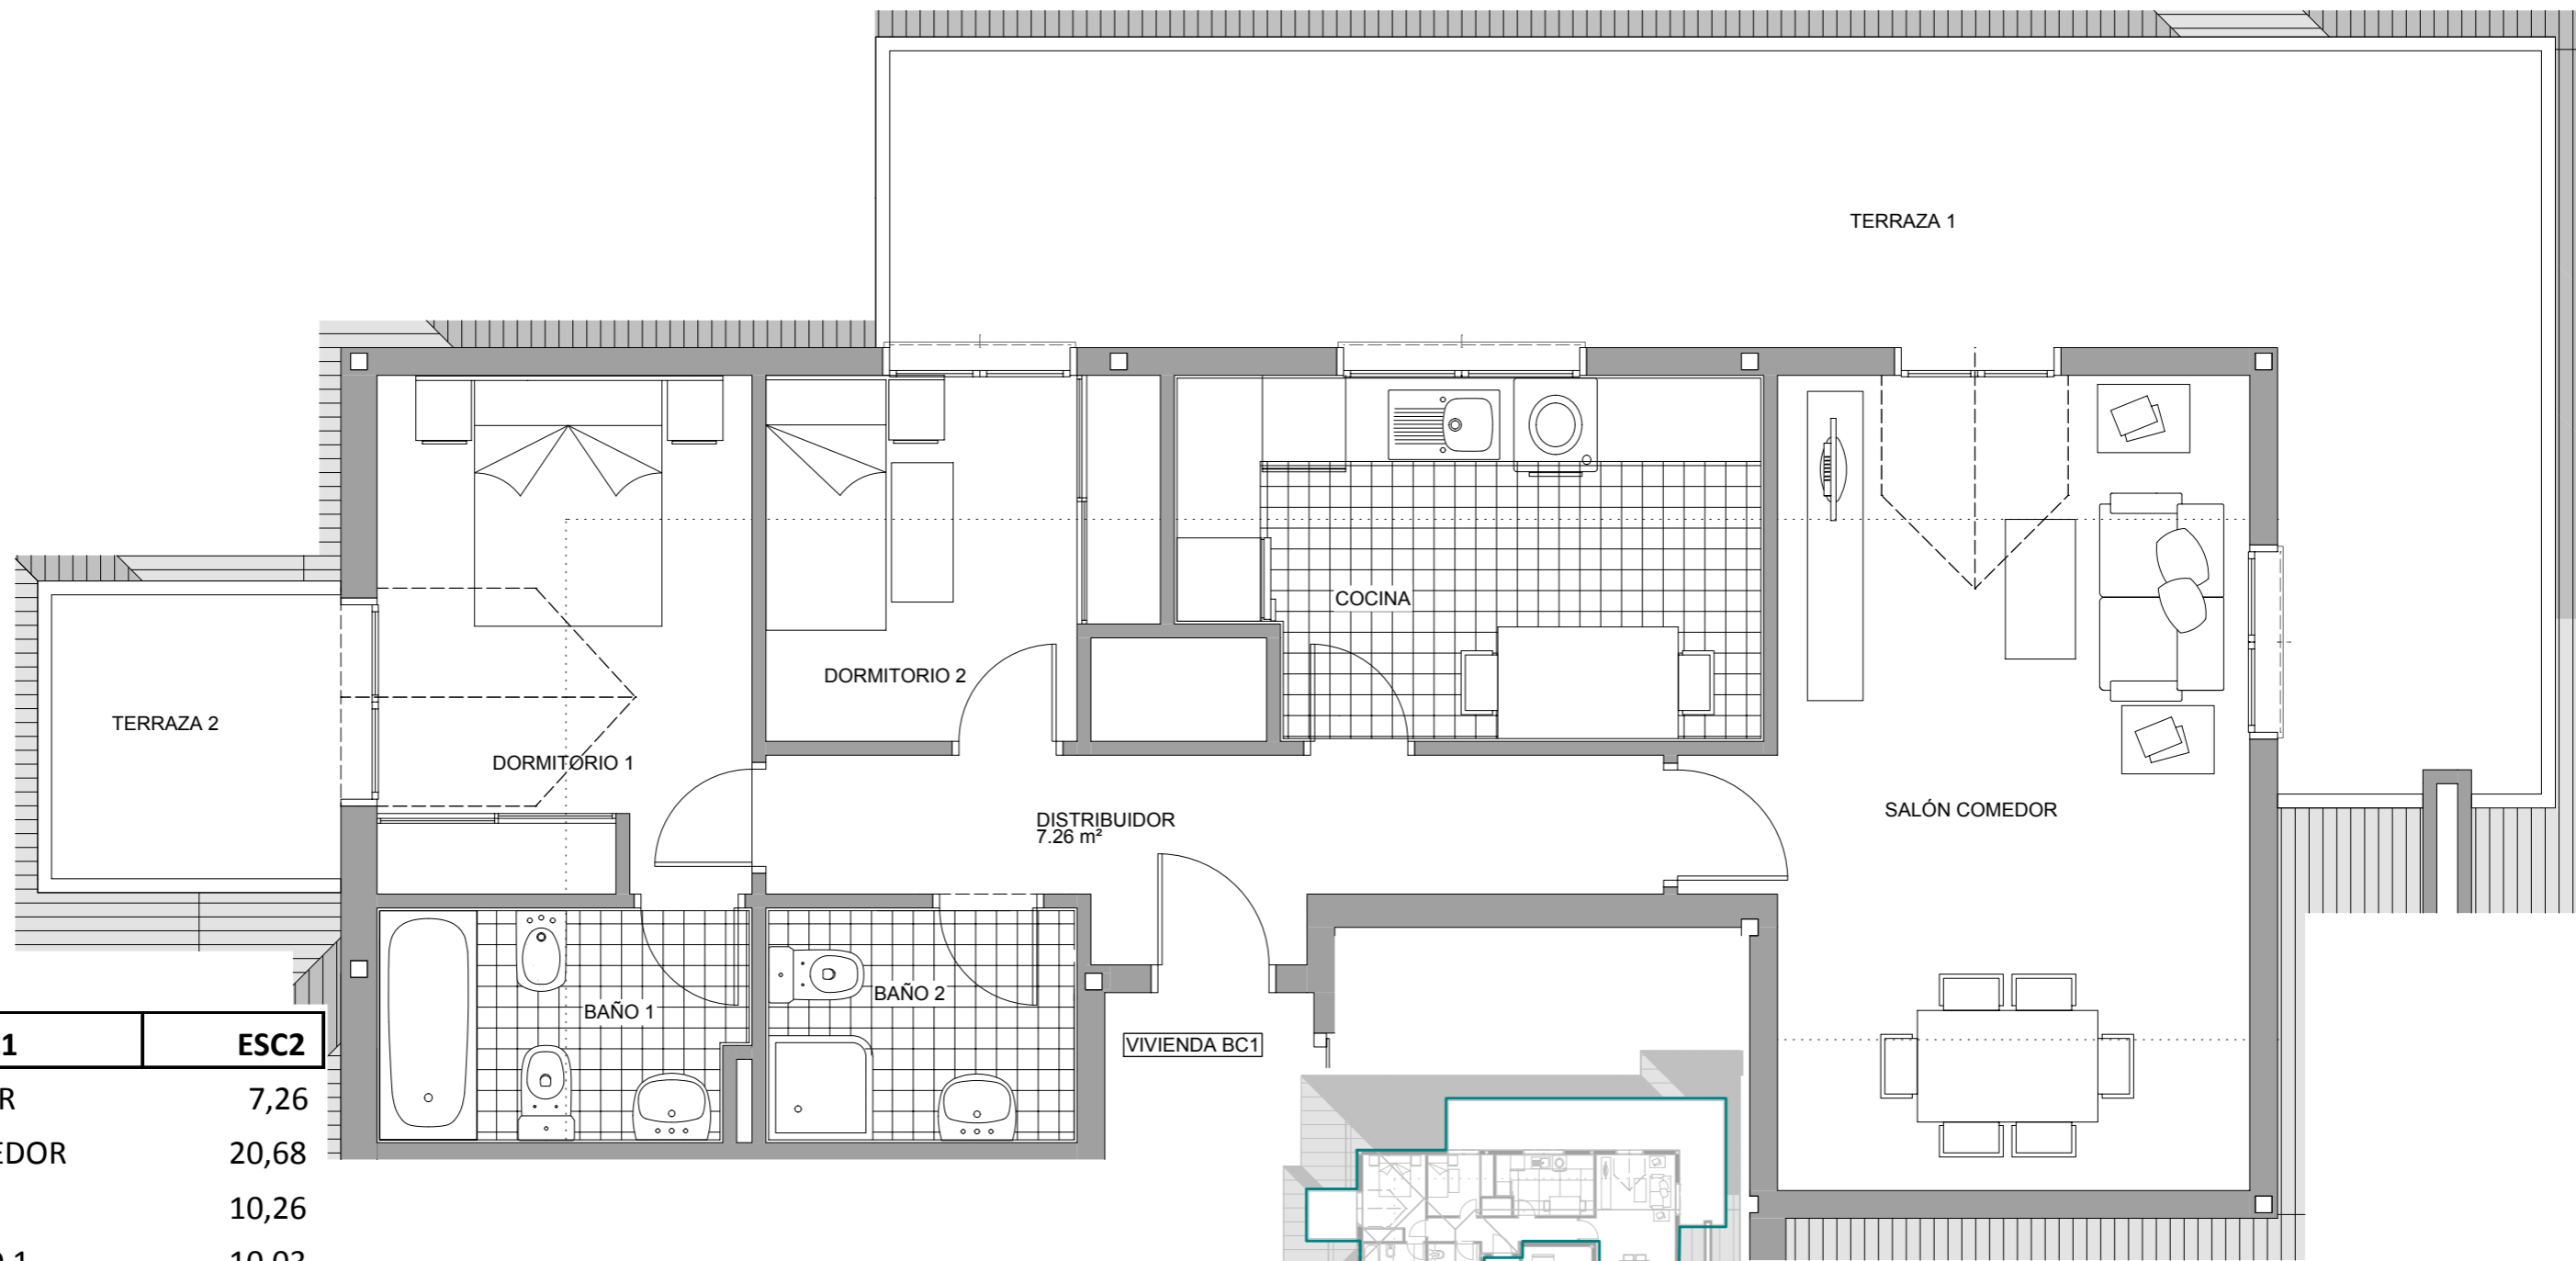 TERRAZA 1
COCINA
DORMITORIO 2
TERRAZA 2
DORMITORIO 1
SALÓN COMEDOR
DISTRIBUIDOR
7.26 m²
BAÑO 2
BAÑO 1
VIVIENDA BC1
1 ESC2
R 7,26
EDOR 20,68
10,26